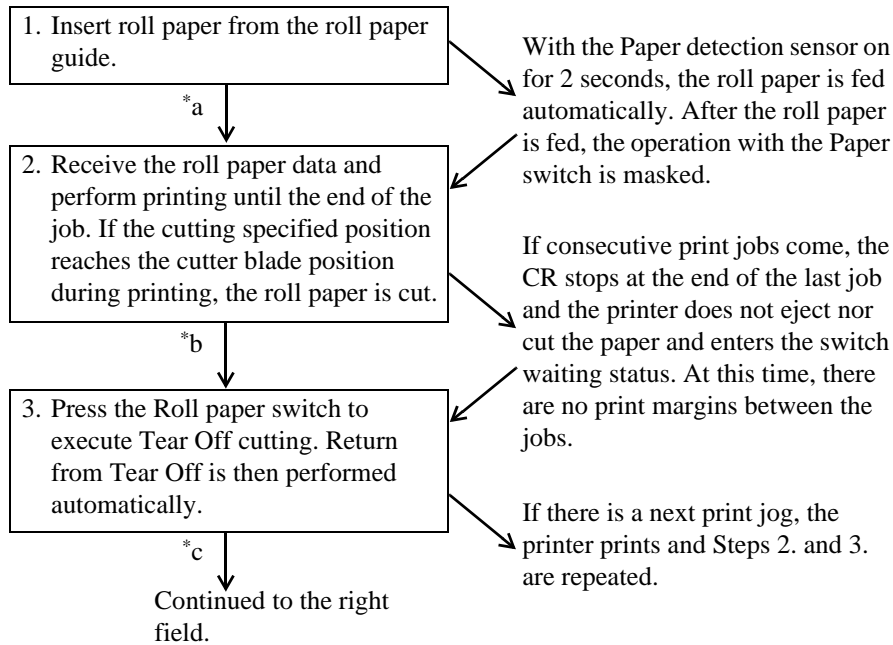 1. Insert roll paper from the roll paper
guide.
With the Paper detection sensor on
for 2 seconds, the roll paper is fed
automatically. After the roll paper
is fed, the operation with the Paper
switch is masked.
*a
2. Receive the roll paper data and
perform printing until the end of the
job. If the cutting specified position
reaches the cutter blade position
during printing, the roll paper is cut.
If consecutive print jobs come, the
CR stops at the end of the last job
and the printer does not eject nor
cut the paper and enters the switch
waiting status. At this time, there
are no print margins between the
jobs.
*b
3. Press the Roll paper switch to
execute Tear Off cutting. Return
from Tear Off is then performed
automatically.
If there is a next print jog, the
printer prints and Steps 2. and 3.
are repeated.
*c
Continued to the right
field.